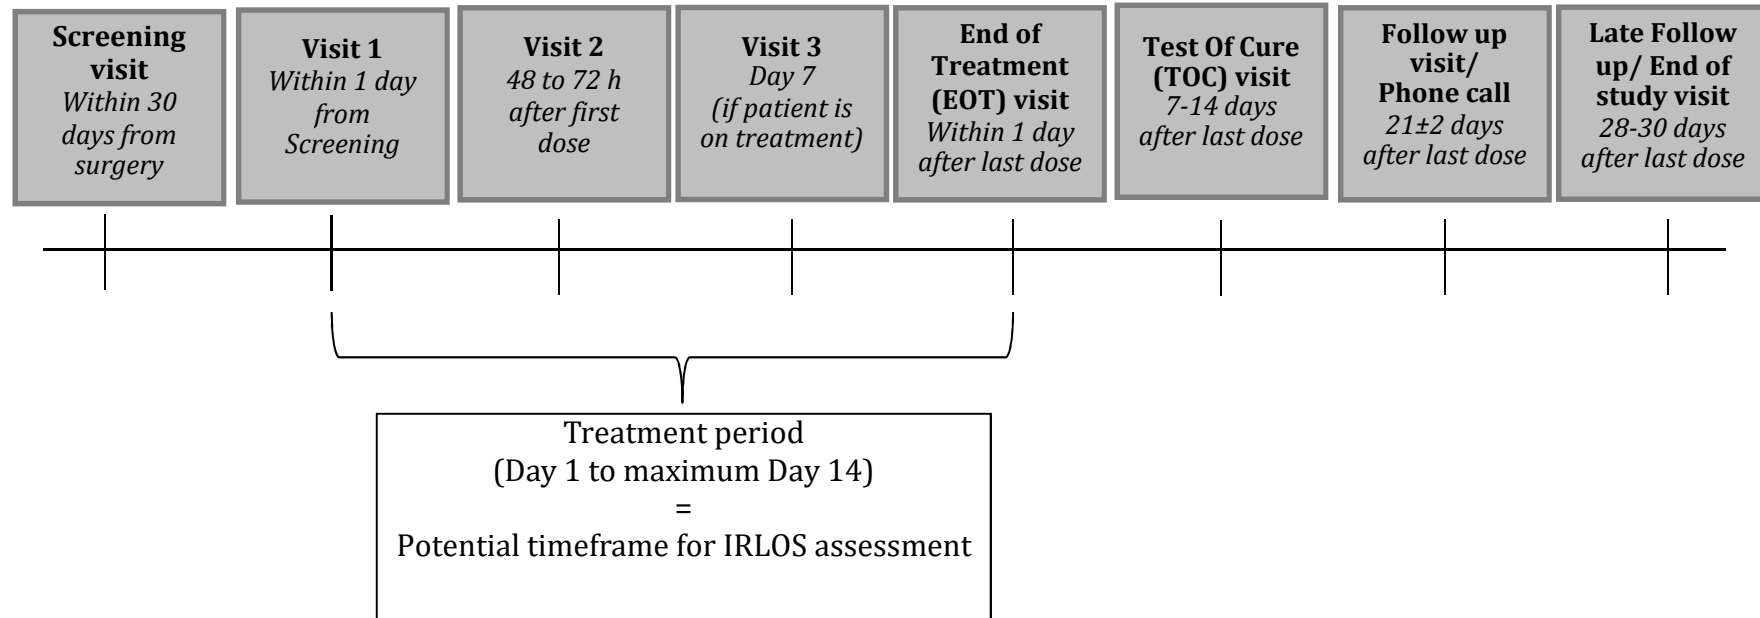 Screening
visit
Within 30
days from
surgery
Visit 1
Within 1 day
from
Screening
Visit 2
48 to 72 h
after first
dose
Visit 3
Day 7
(if patient is
on treatment)
End of
Treatment
(EOT) visit
Within 1 day
after last dose
Test Of Cure
(TOC) visit
7-14 days
after last dose
Follow up
visit/
Phone call
21±2 days
after last dose
Late Follow
up/ End of
study visit
28-30 days
after last dose
Treatment period
(Day 1 to maximum Day 14)
=
Potential timeframe for IRLOS assessment